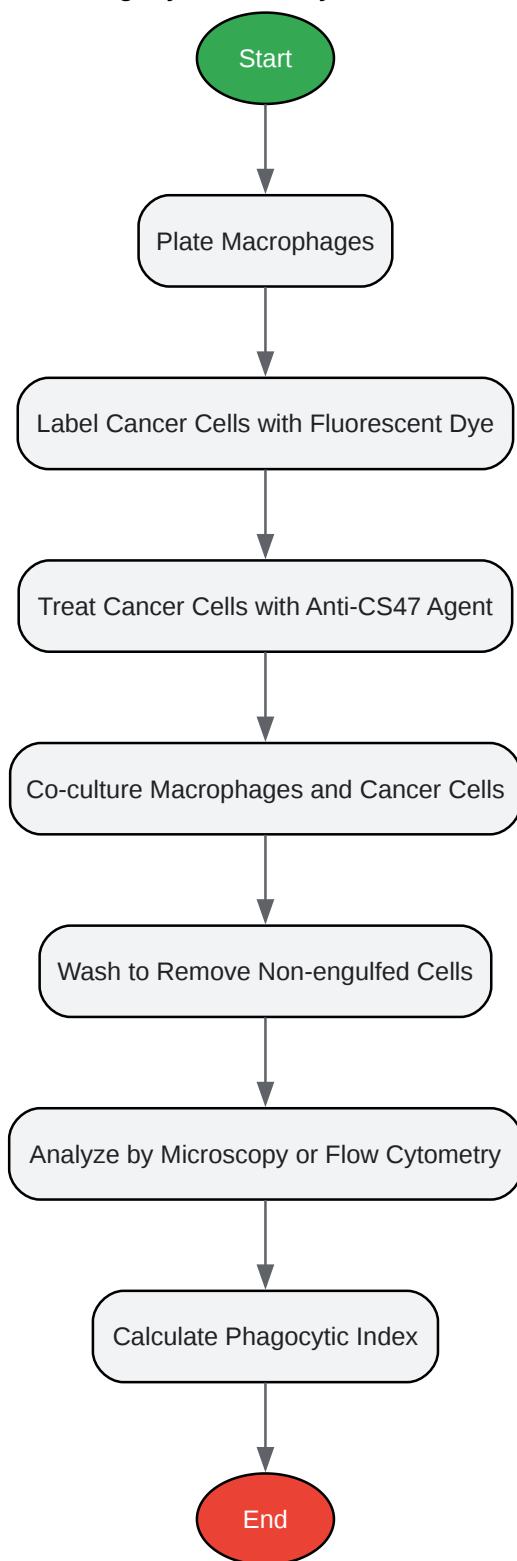 Start
Plate Macrophages
Label Cancer Cells with Fluorescent Dye
Treat Cancer Cells with Anti-CS47 Agent
Co-culture Macrophages and Cancer Cells
Wash to Remove Non-engulfed Cells
Analyze by Microscopy or Flow Cytometry
Calculate Phagocytic Index
End